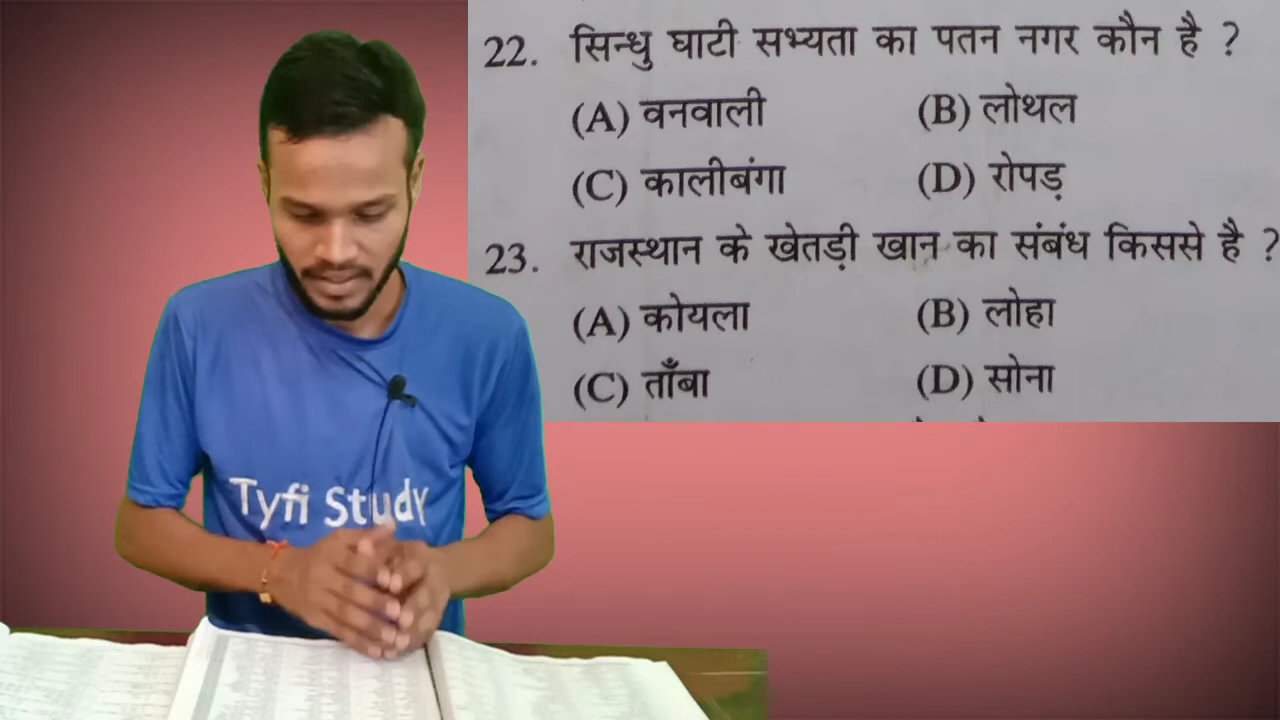 22. सिन्धु घाटी सभ्यता का पतन नगर कौन है ?
(A) वनवाली (B) लोथल
(C) कालीबंगा (D) रोपड़
23. राजस्थान के खेतड़ी खान का संबंध किससे है ?
(A) कोयला (B) लोहा
(C) ताँबा (D) सोना
Tyfi Study